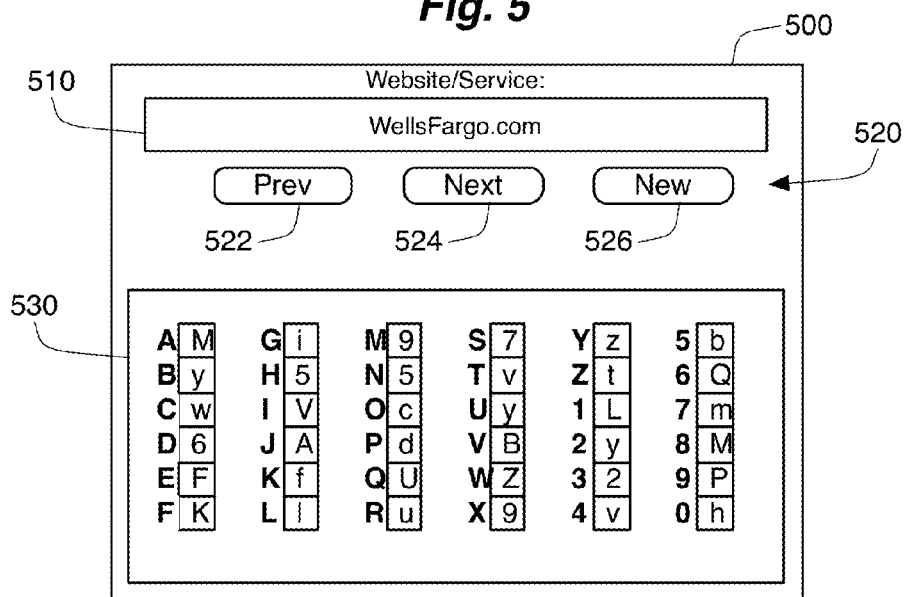 Fig. 5
500
510
Website/Service:
WellsFargo.com
520
Prev Next New
522 524 526
530
A M G i M 9 S 7 Y z 5 b
B y H 5 N 5 T v Z t 6 Q
C w I V O c U y 1 L 7 m
D 6 J A P d V B 2 y 8 M
E F K f Q U W Z 3 2 9 P
F K L l R u X 9 4 v 0 h